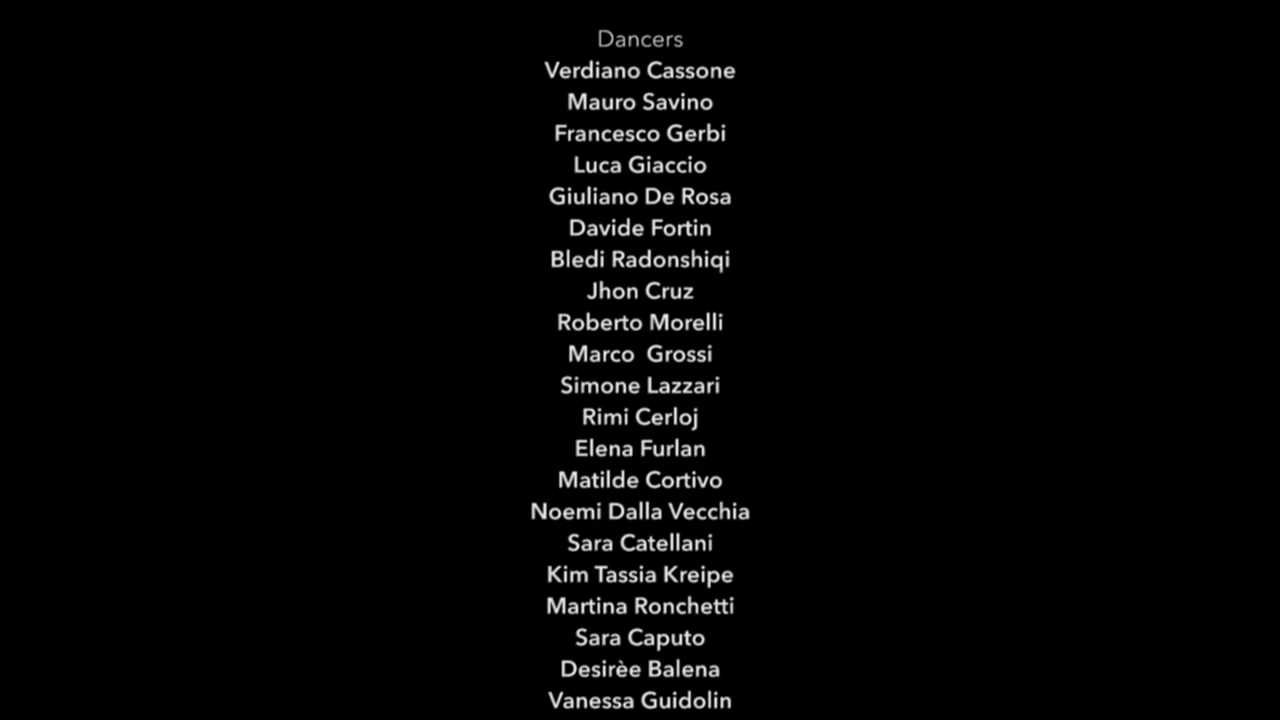 Dancers
Verdiano Cassone
Mauro Savino
Francesco Gerbi
Luca Giaccio
Giuliano De Rosa
Davide Fortin
Bledi Radonshiqi
Jhon Cruz
Roberto Morelli
Marco  Grossi
Simone Lazzari
Rimi Cerloj
Elena Furlan
Matilde Cortivo
Noemi Dalla Vecchia
Sara Catellani
Kim Tassia Kreipe
Martina Ronchetti
Sara Caputo
Desirèe Balena
Vanessa Guidolin